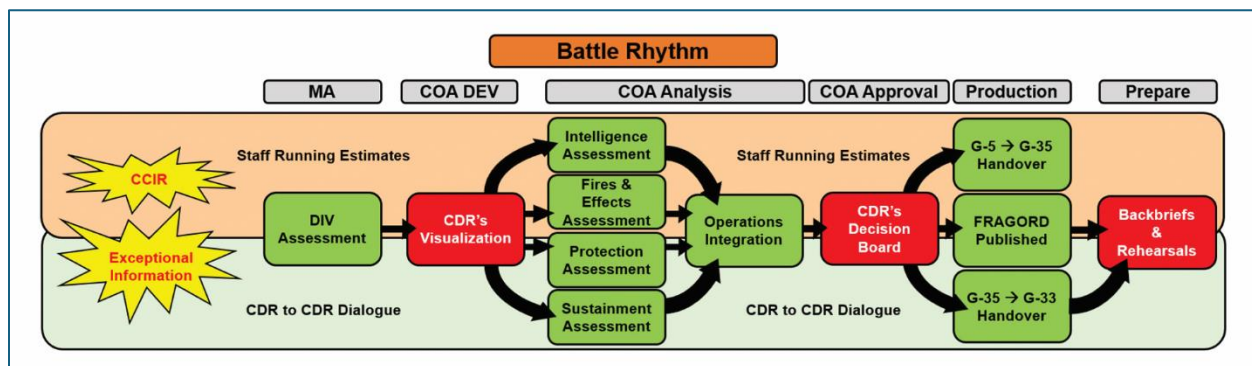 Battle Rhythm
MA
COA DEV
COA Analysis
COA Approval
Production
Prepare
CCIR
Exceptional
Information
Staff Running Estimates
DIV
Assessment
CDR to CDR Dialogue
CDR's
Visualization
Intelligence
Assessment
Fires &
Effects
Assessment
Protection
Assessment
Sustainment
Assessment
Operations
Integration
Staff Running Estimates
CDR's
Decision
Board
CDR to CDR Dialogue
G-5 → G-35
Handover
FRAGORD
Published
G-35 → G-33
Handover
Backbriefs
&
Rehearsals